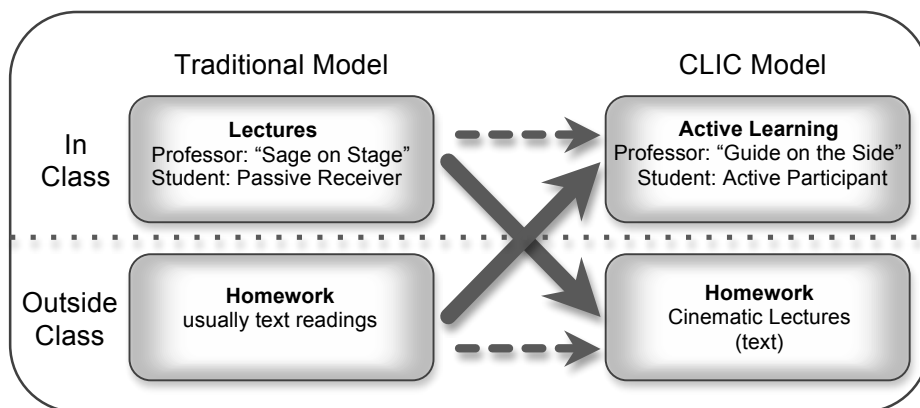 Traditional Model
CLIC Model
In
Class
Lectures
Professor: “Sage on Stage”
Student: Passive Receiver
Active Learning
Professor: “Guide on the Side”
Student: Active Participant
Outside
Class
Homework
usually text readings
Homework
Cinematic Lectures
(text)